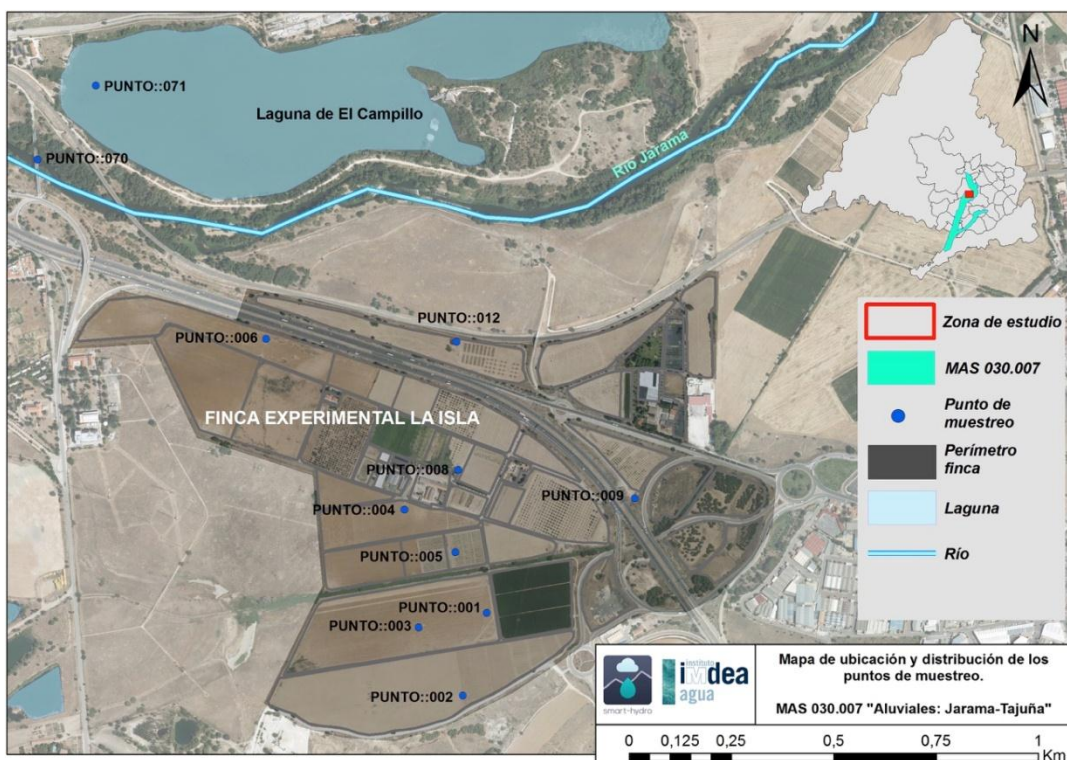 PUNTO::071
Laguna de El Campillo
N
PUNTO::070
Río Jarama
PUNTO::012
PUNTO::006
FINCA EXPERIMENTAL LA ISLA
PUNTO::008
PUNTO::009
PUNTO::004
PUNTO::005
PUNTO::001
PUNTO::003
PUNTO::002
Zona de estudio
MAS 030.007
Punto de
muestreo
Perímetro
finca
Laguna
Río
smart-hydro
instituto
imdea
agua
Mapa de ubicación y distribución de los
puntos de muestreo.
MAS 030.007 "Aluviales: Jarama-Tajuña"
0 0,125 0,25 0,5 0,75 1
Km